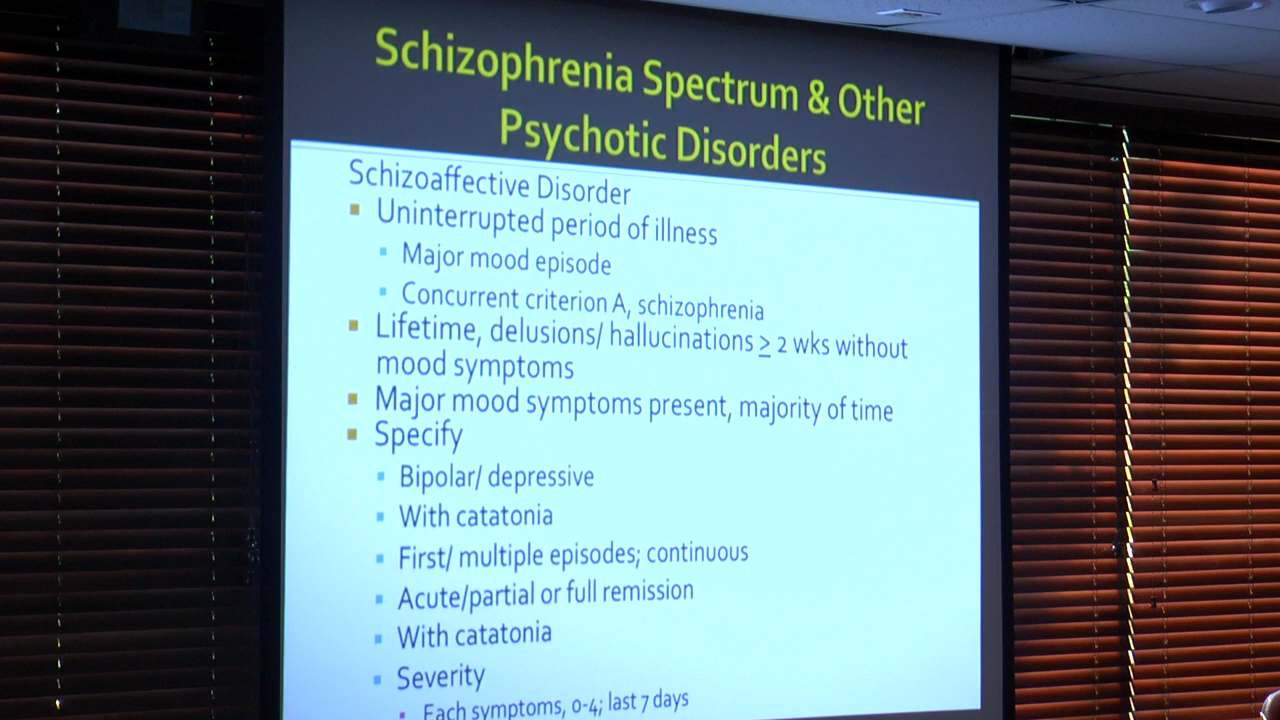 Schizophrenia Spectrum & Other
Psychotic Disorders
Schizoaffective Disorder
Uninterrupted period of illness
Major mood episode
Concurrent criterion A, schizophrenia
Lifetime, delusions/ hallucinations ≥ 2 wks without
mood symptoms
Major mood symptoms present, majority of time
Specify
Bipolar/ depressive
With catatonia
First/ multiple episodes; continuous
Acute/partial or full remission
With catatonia
Severity
Each symptoms, 0-4; last 7 days